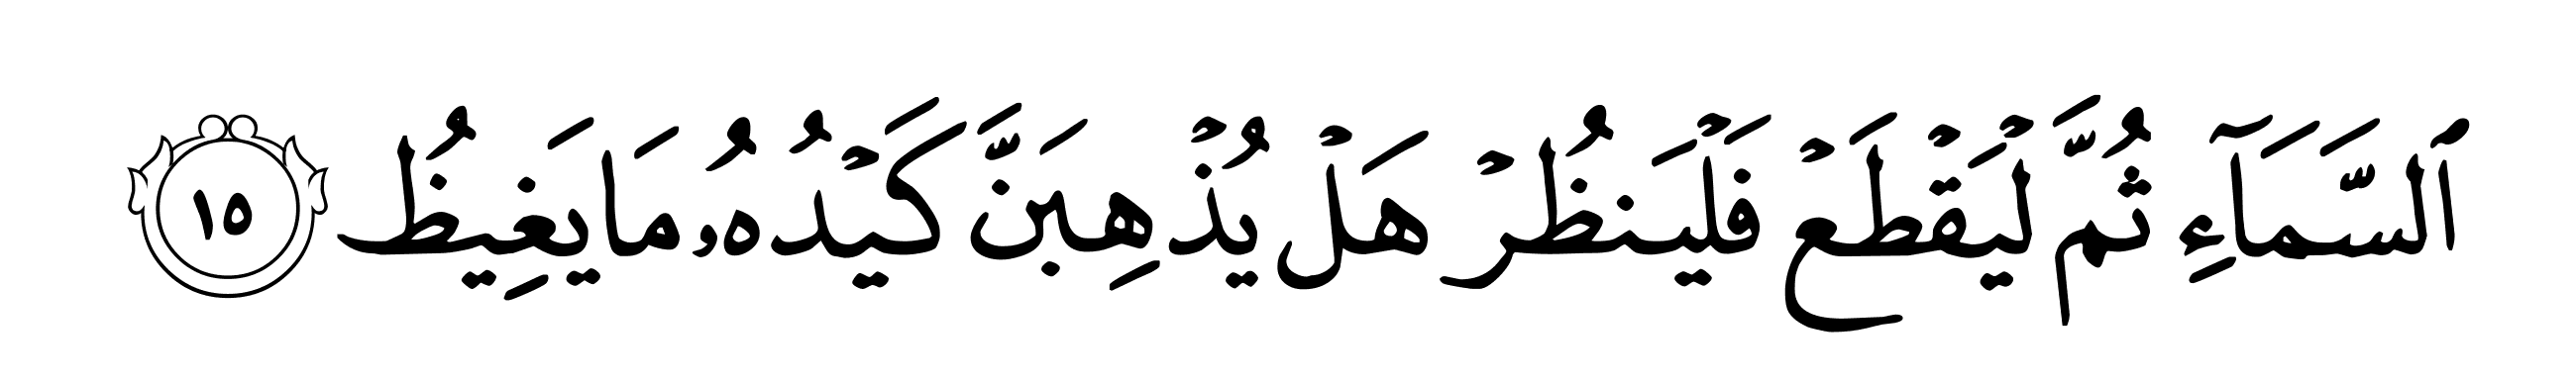 ٱلسَّمَآءِ ثُمَّ لْيَقْطَعْ فَلْيَنظُرْ هَلْ يُذْهِبَنَّ كَيْدُهُۥ مَا يَغِيظُ ١٥